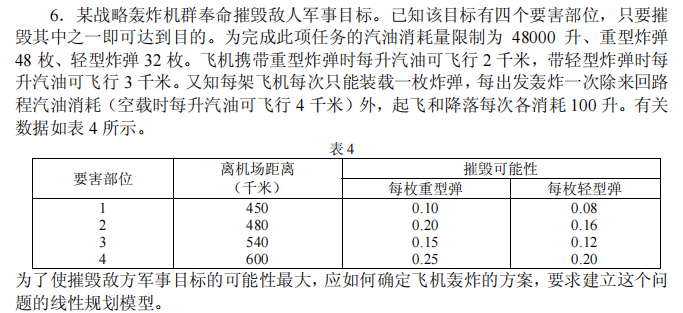 6．某战略轰炸机群奉命摧毁敌人军事目标。已知该目标有四个要害部位，只要摧
毁其中之一即可达到目的。为完成此项任务的汽油消耗量限制为 48000 升、重型炸弹
48 枚、轻型炸弹 32 枚。飞机携带重型炸弹时每升汽油可飞行 2 千米，带轻型炸弹时每
升汽油可飞行 3 千米。又知每架飞机每次只能装载一枚炸弹，每出发轰炸一次除来回路
程汽油消耗（空载时每升汽油可飞行 4 千米）外，起飞和降落每次各消耗 100 升。有关
数据如表 4 所示。
表 4
要害部位 离机场距离（千米） 摧毁可能性
每枚重型弹 每枚轻型弹
1 450 0.10 0.08
2 480 0.20 0.16
3 540 0.15 0.12
4 600 0.25 0.20
为了使摧毁敌方军事目标的可能性最大，应如何确定飞机轰炸的方案，要求建立这个问
题的线性规划模型。